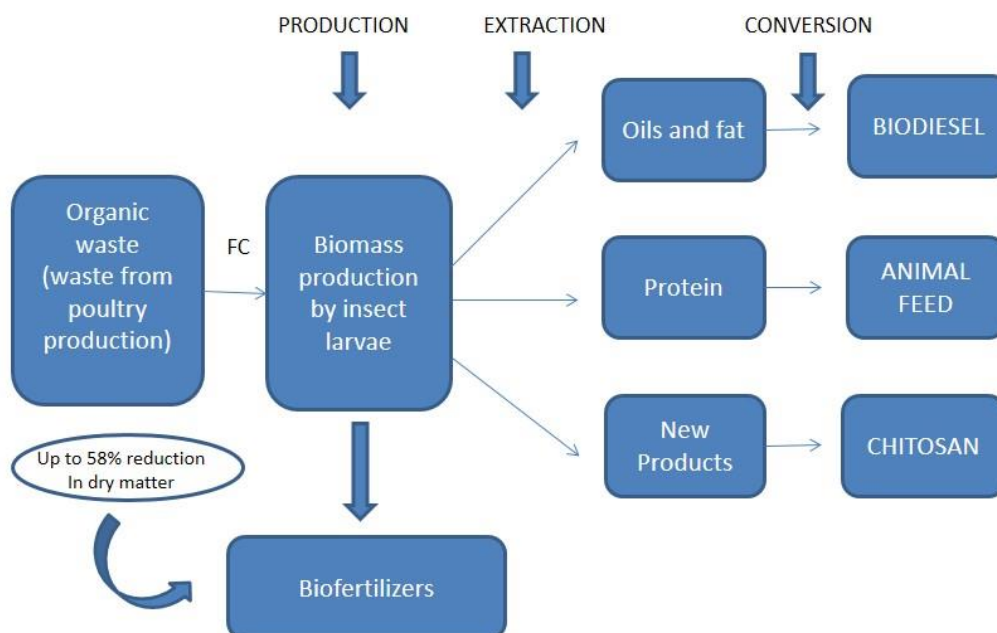 PRODUCTION
EXTRACTION
CONVERSION
Oils and fat
BIODIESEL
Organic
waste
(waste from
poultry
production)
FC
Biomass
production
by insect
larvae
Protein
ANIMAL
FEED
New
Products
CHITOSAN
Up to 58% reduction
In dry matter
Biofertilizers